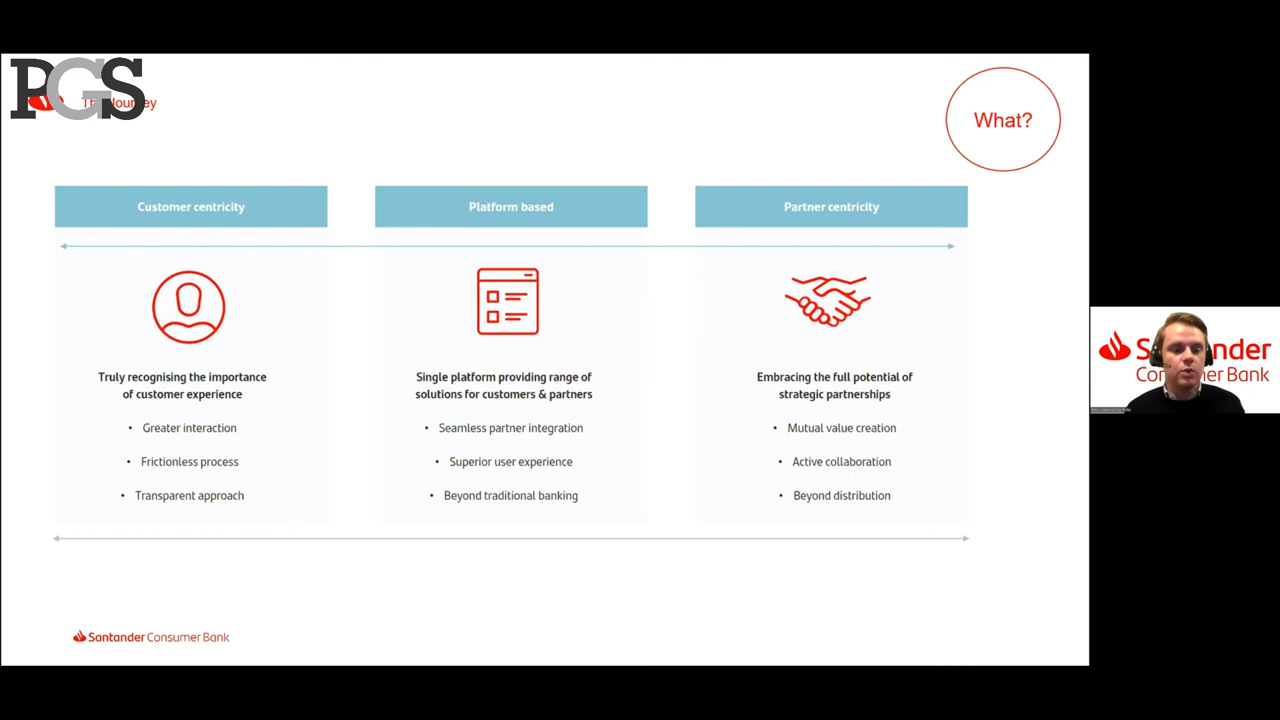 PGS
The Journey
What?
Customer centricity
Platform based
Partner centricity
Truly recognising the importance
of customer experience
• Greater interaction
• Frictionless process
• Transparent approach
Single platform providing range of
solutions for customers & partners
• Seamless partner integration
• Superior user experience
• Beyond traditional banking
Embracing the full potential of
strategic partnerships
• Mutual value creation
• Active collaboration
• Beyond distribution
Santander
Consumer Bank
Santander Consumer Bank